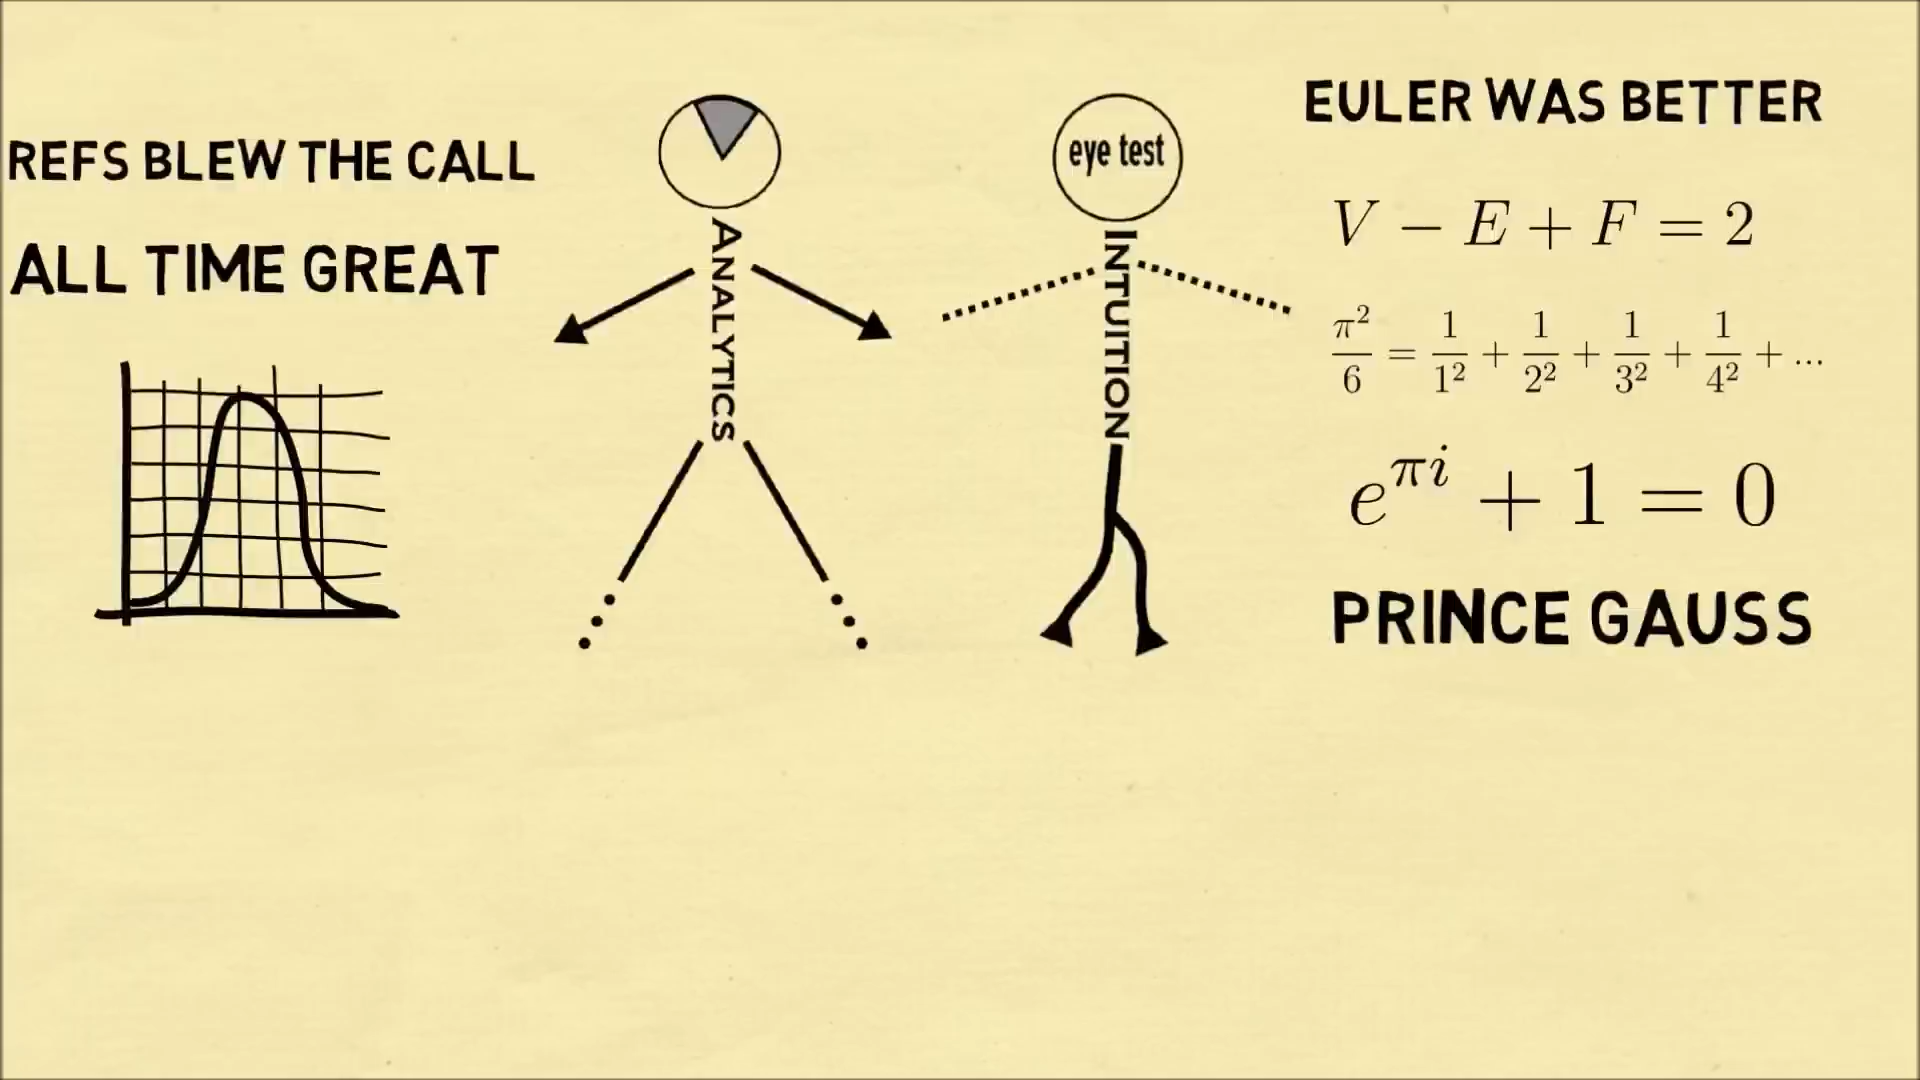 REFS BLEW THE CALL
ALL TIME GREAT
ANALYTICS
eye test
INTUITION
EULER WAS BETTER
V − E + F = 2
π²/6 = 1/1² + 1/2² + 1/3² + 1/4² + ...
e^{πi} + 1 = 0
PRINCE GAUSS